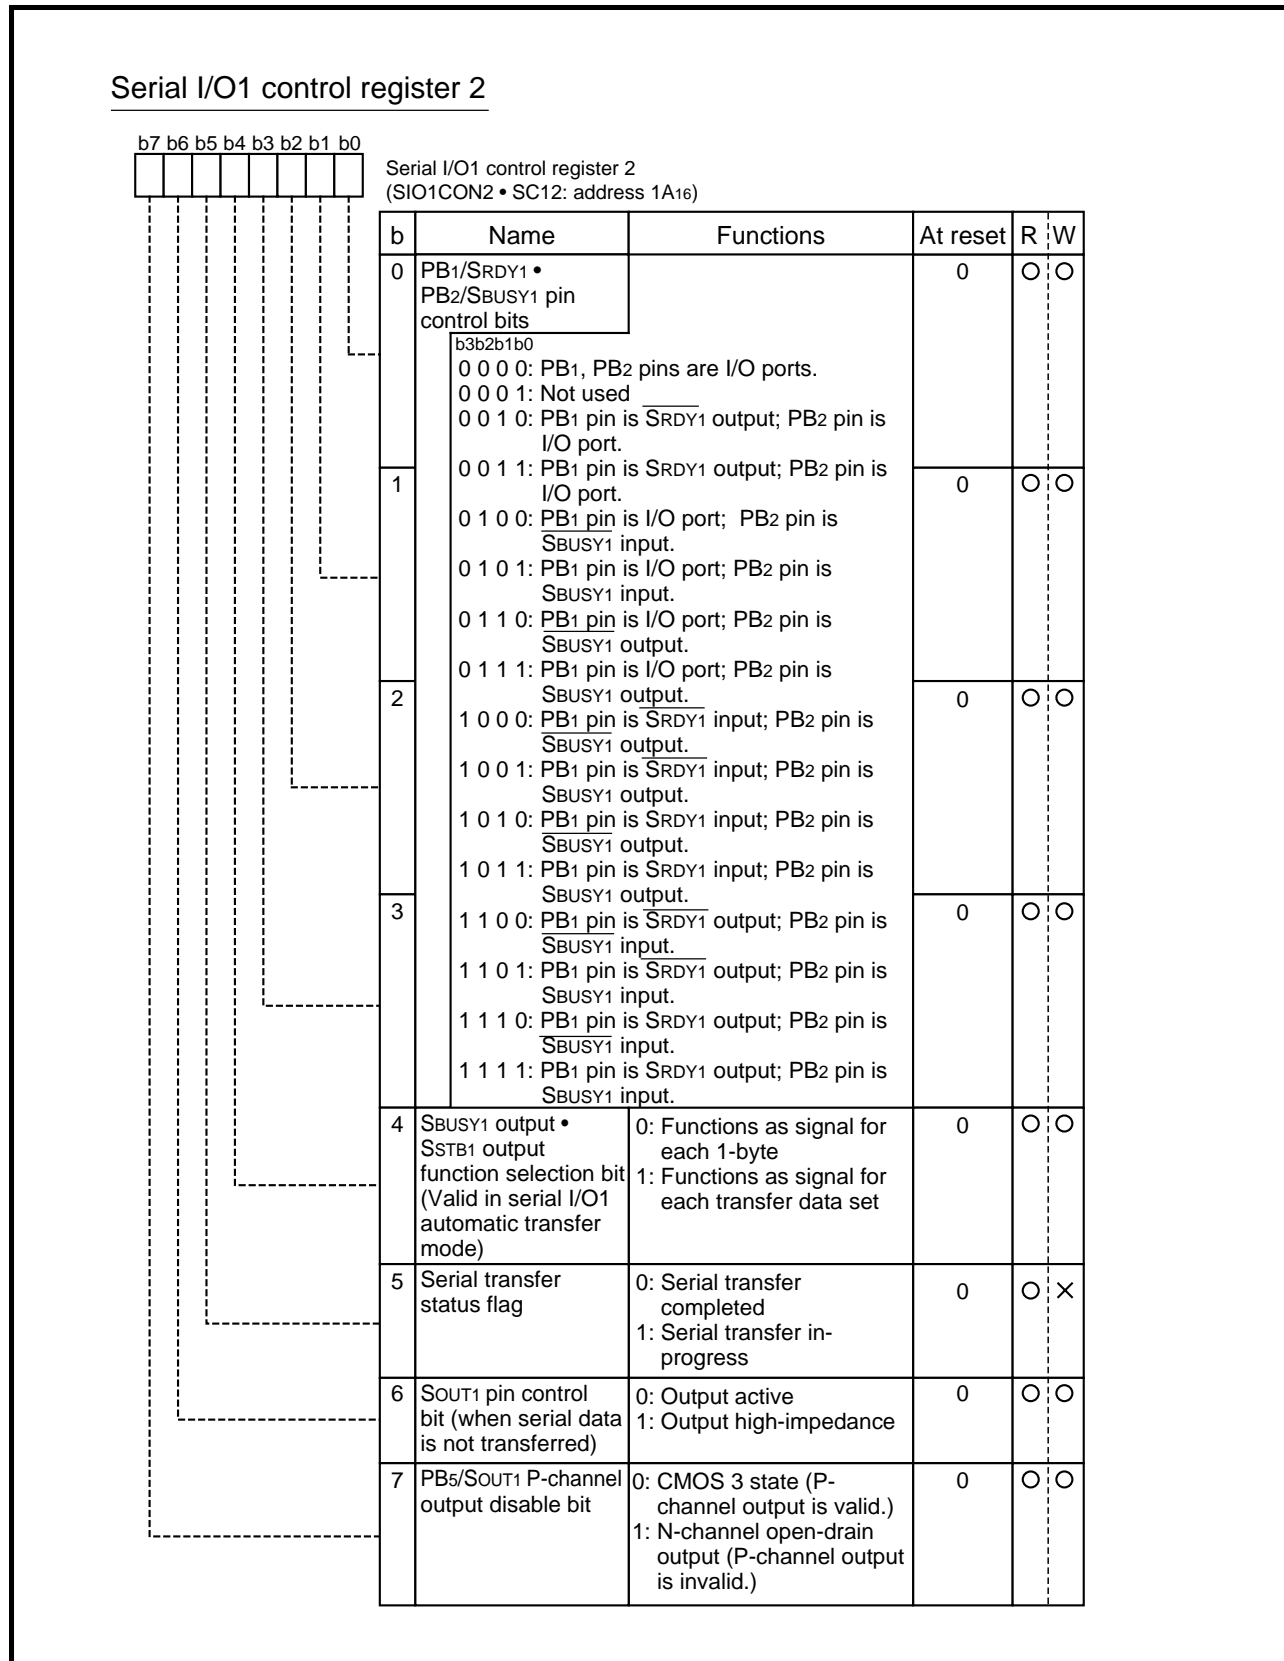 Serial I/O1 control register 2
b7 b6 b5 b4 b3 b2 b1 b0
Serial I/O1 control register 2
(SIO1CON2 • SC12: address 1A16)
b Name Functions At reset R W
0 PB1/SRDY1 • 0 O O
PB2/SBUSY1 pin
control bits
b3b2b1b0
0 0 0 0: PB1, PB2 pins are I/O ports.
0 0 0 1: Not used
0 0 1 0: PB1 pin is S̅R̅D̅Y̅1̅ output; PB2 pin is
I/O port.
0 0 1 1: PB1 pin is SRDY1 output; PB2 pin is
1 0 O O
I/O port.
0 1 0 0: PB1 pin is I/O port; PB2 pin is
S̅B̅U̅S̅Y̅1̅ input.
0 1 0 1: PB1 pin is I/O port; PB2 pin is
SBUSY1 input.
0 1 1 0: PB1 pin is I/O port; PB2 pin is
S̅B̅U̅S̅Y̅1̅ output.
0 1 1 1: PB1 pin is I/O port; PB2 pin is
SBUSY1 output.
2 0 O O
1 0 0 0: PB1 pin is S̅R̅D̅Y̅1̅ input; PB2 pin is
S̅B̅U̅S̅Y̅1̅ output.
1 0 0 1: PB1 pin is S̅R̅D̅Y̅1̅ input; PB2 pin is
SBUSY1 output.
1 0 1 0: PB1 pin is SRDY1 input; PB2 pin is
S̅B̅U̅S̅Y̅1̅ output.
1 0 1 1: PB1 pin is SRDY1 input; PB2 pin is
SBUSY1 output.
3 0 O O
1 1 0 0: PB1 pin is S̅R̅D̅Y̅1̅ output; PB2 pin is
S̅B̅U̅S̅Y̅1̅ input.
1 1 0 1: PB1 pin is S̅R̅D̅Y̅1̅ output; PB2 pin is
SBUSY1 input.
1 1 1 0: PB1 pin is SRDY1 output; PB2 pin is
S̅B̅U̅S̅Y̅1̅ input.
1 1 1 1: PB1 pin is SRDY1 output; PB2 pin is
SBUSY1 input.
4 SBUSY1 output • 0: Functions as signal for 0 O O
SSTB1 output each 1-byte
function selection bit 1: Functions as signal for
(Valid in serial I/O1 each transfer data set
automatic transfer
mode)
5 Serial transfer 0: Serial transfer 0 O ×
status flag completed
1: Serial transfer in-
progress
6 SOUT1 pin control 0: Output active 0 O O
bit (when serial data 1: Output high-impedance
is not transferred)
7 PB5/SOUT1 P-channel 0: CMOS 3 state (P- 0 O O
output disable bit channel output is valid.)
1: N-channel open-drain
output (P-channel output
is invalid.)